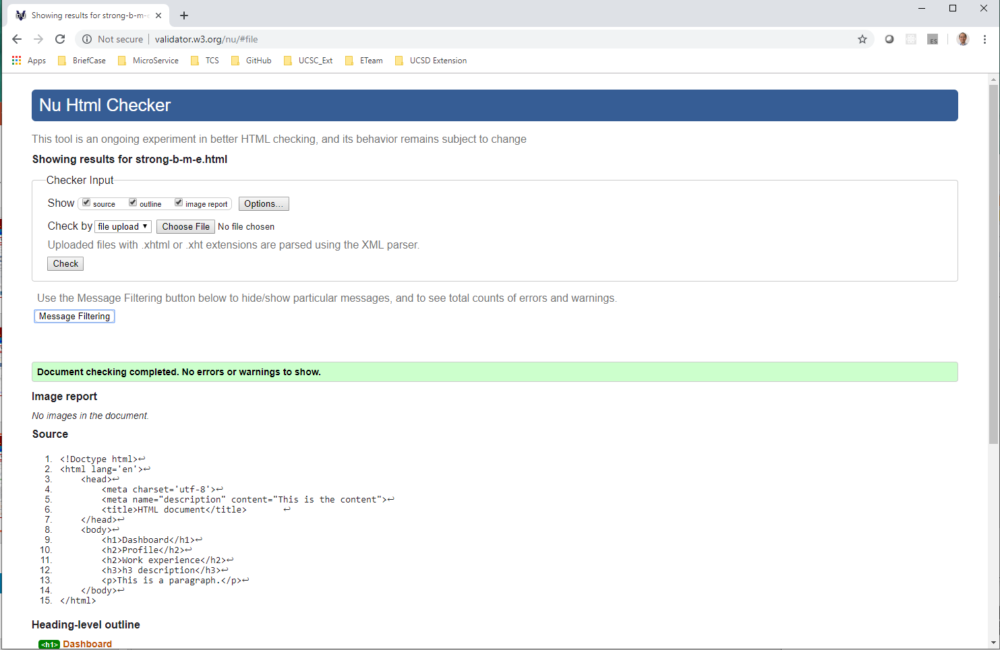 Showing results for strong-b-m-e
Not secure | validator.w3.org/nu/#file
ES
Apps BriefCase MicroService TCS GitHub UCSC_Ext ETeam UCSD Extension
Nu Html Checker
This tool is an ongoing experiment in better HTML checking, and its behavior remains subject to change
Showing results for strong-b-m-e.html
Checker Input
Show source outline image report Options...
Check by file upload Choose File No file chosen
Uploaded files with .xhtml or .xht extensions are parsed using the XML parser.
Check
Use the Message Filtering button below to hide/show particular messages, and to see total counts of errors and warnings.
Message Filtering
Document checking completed. No errors or warnings to show.
Image report
No images in the document.
Source
1. <!Doctype html>↩
2. <html lang='en'>↩
3. <head>↩
4. <meta charset='utf-8'>↩
5. <meta name="description" content="This is the content">↩
6. <title>HTML document</title> ↩
7. </head>↩
8. <body>↩
9. <h1>Dashboard</h1>↩
10. <h2>Profile</h2>↩
11. <h2>Work experience</h2>↩
12. <h3>h3 description</h3>↩
13. <p>This is a paragraph.</p>↩
14. </body>↩
15. </html>
Heading-level outline
<h1> Dashboard